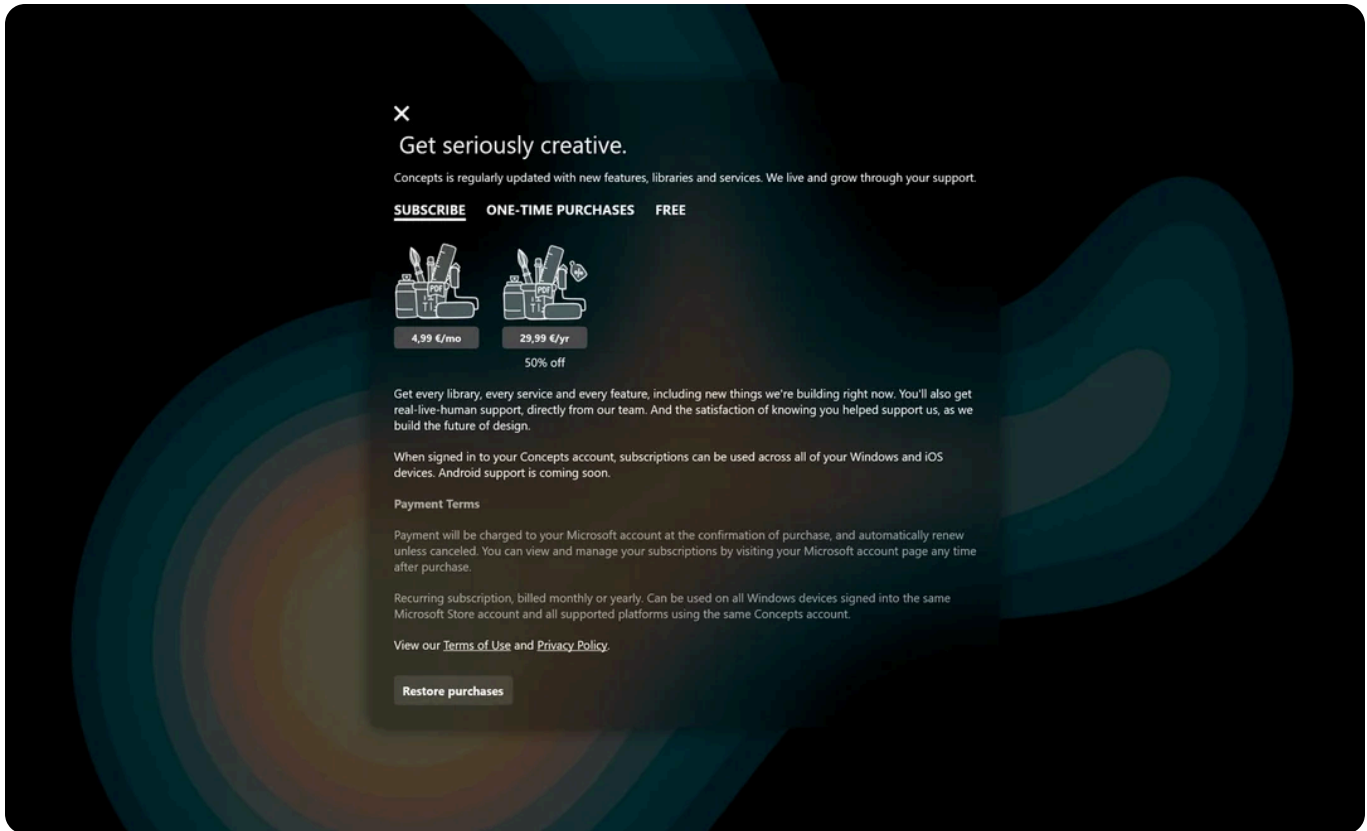 Get seriously creative.
Concepts is regularly updated with new features, libraries and services. We live and grow through your support.
SUBSCRIBE ONE-TIME PURCHASES FREE
PDF PDF
4,99 €/mo 29,99 €/yr
50% off
Get every library, every service and every feature, including new things we're building right now. You'll also get
real-live-human support, directly from our team. And the satisfaction of knowing you helped support us, as we
build the future of design.
When signed in to your Concepts account, subscriptions can be used across all of your Windows and iOS
devices. Android support is coming soon.
Payment Terms
Payment will be charged to your Microsoft account at the confirmation of purchase, and automatically renew
unless canceled. You can view and manage your subscriptions by visiting your Microsoft account page any time
after purchase.
Recurring subscription, billed monthly or yearly. Can be used on all Windows devices signed into the same
Microsoft Store account and all supported platforms using the same Concepts account.
View our Terms of Use and Privacy Policy.
Restore purchases